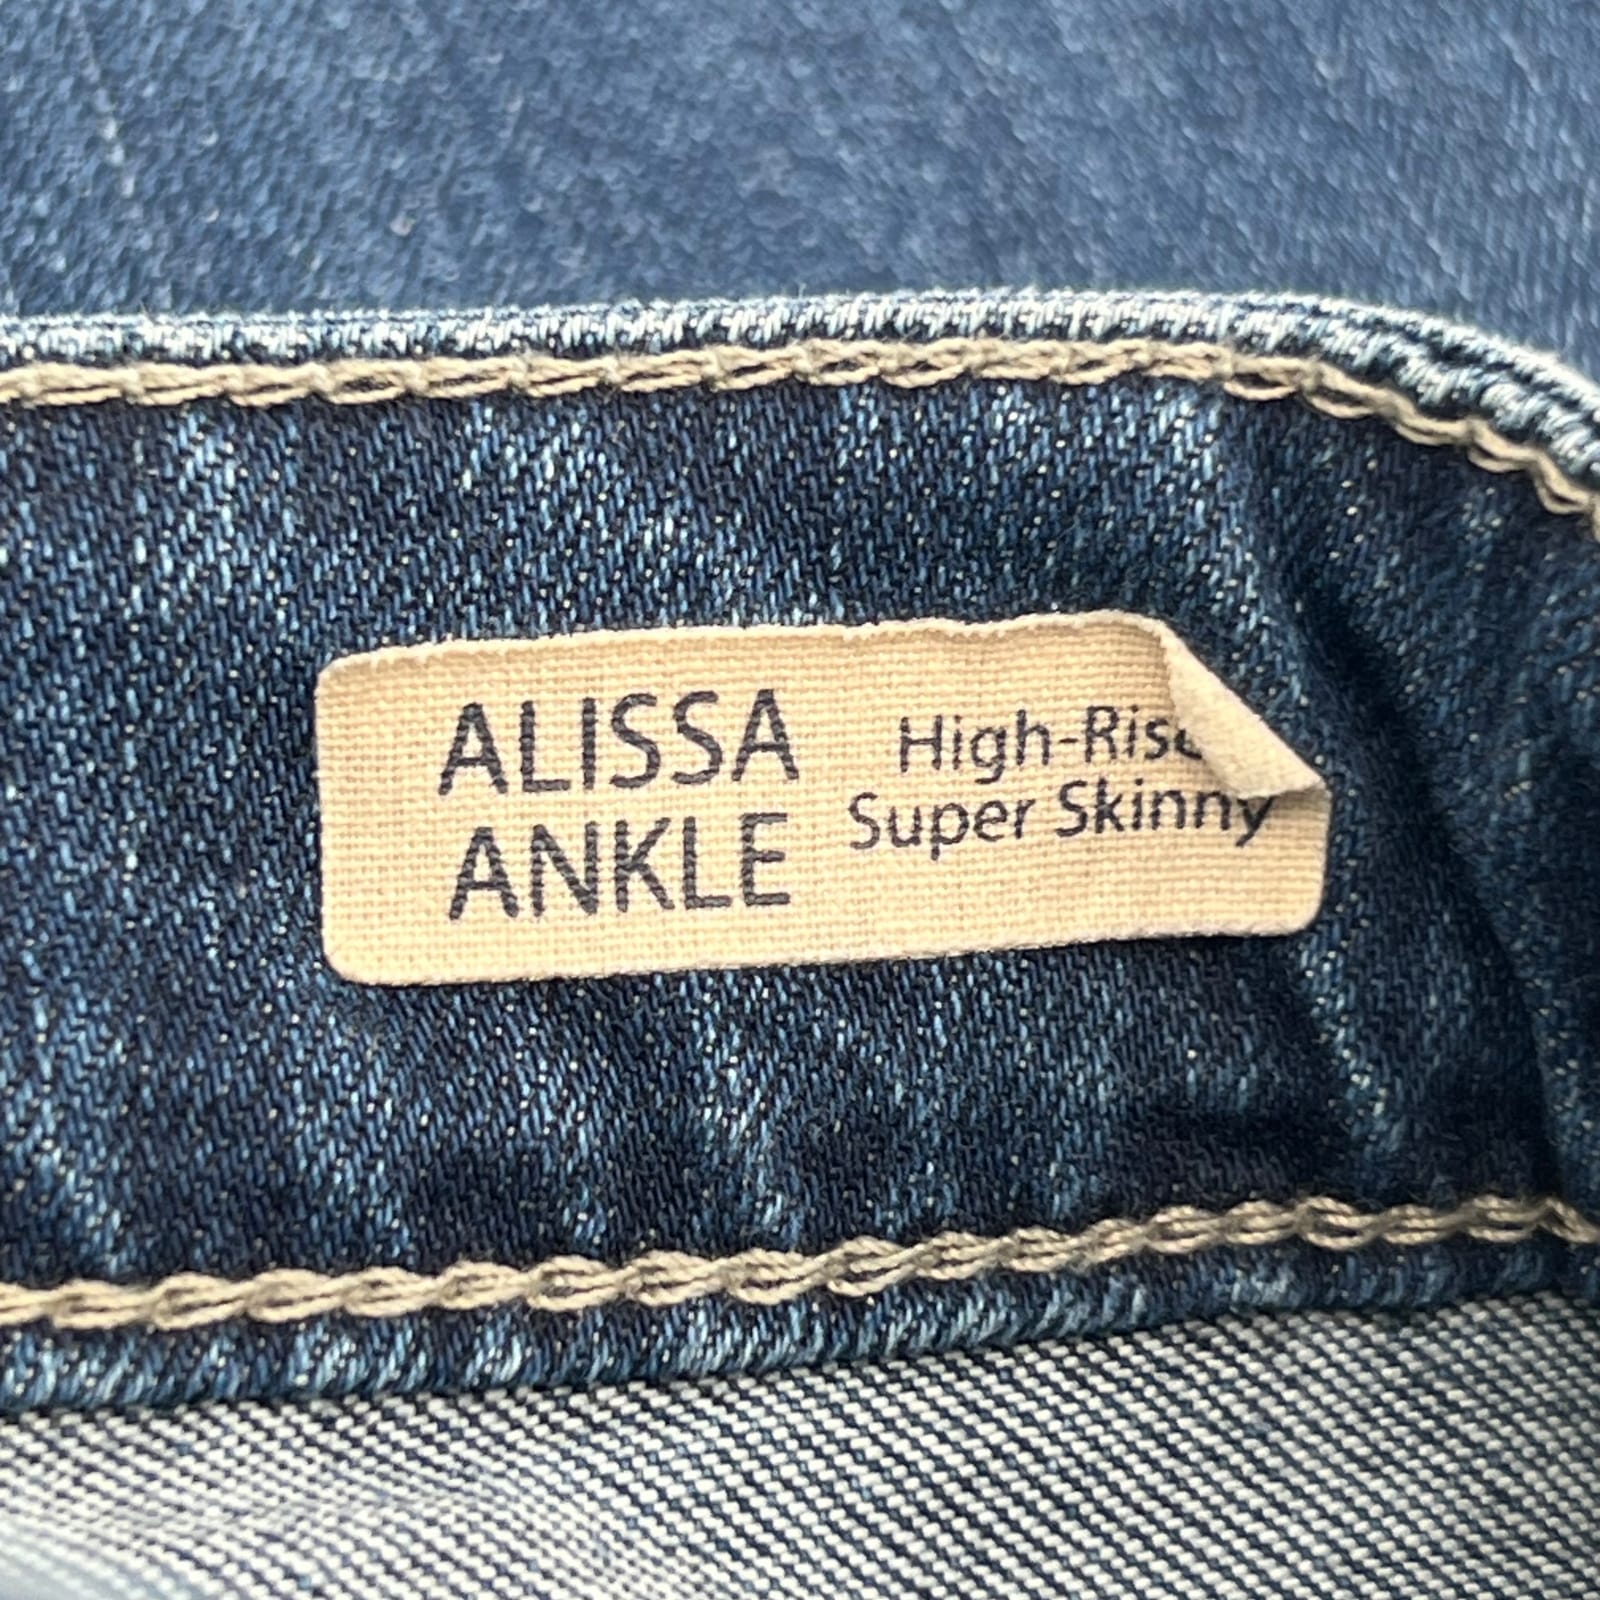 ALISSA
ANKLE
High-Rise
Super Skinny